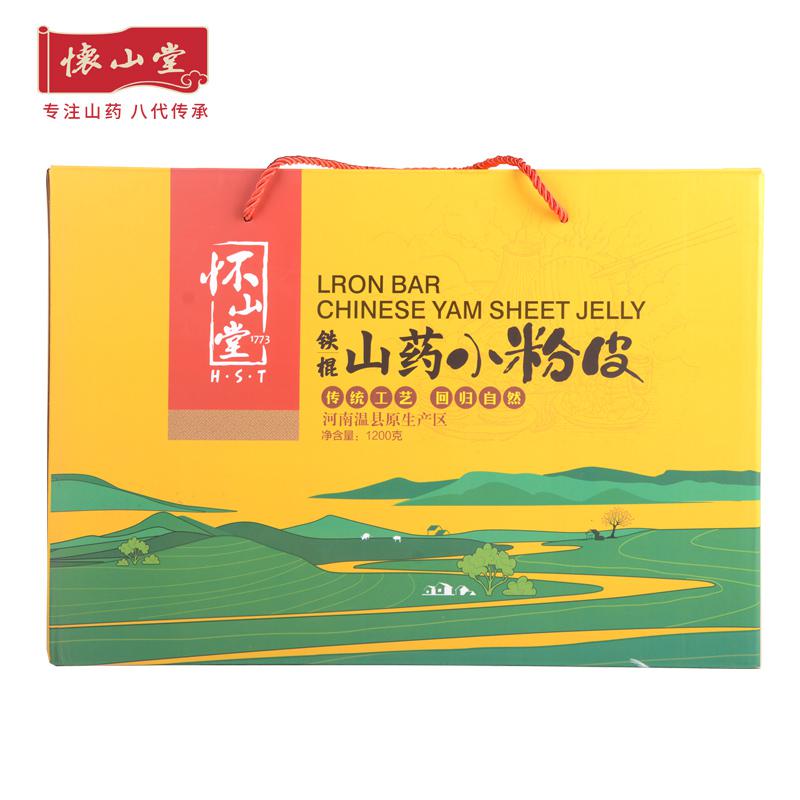 懷山堂
专注山药 八代传承
怀山堂
1773
H·S·T
LRON BAR
CHINESE YAM SHEET JELLY
铁棍 山药小粉皮
传统工艺 回归自然
河南温县原生产区
净含量：1200克